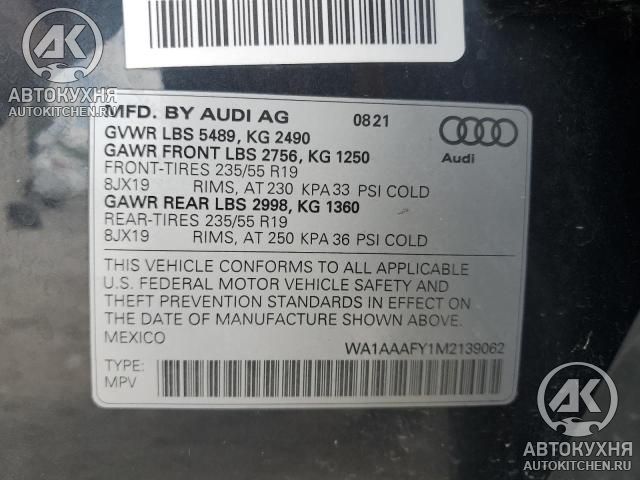 AK
АВТОКУХНЯ
AVTOKITCHEN.RU
MFD. BY AUDI AG 0821
GVWR LBS 5489, KG 2490
GAWR FRONT LBS 2756, KG 1250
FRONT-TIRES 235/55 R19
8JX19 RIMS, AT 230 KPA 33 PSI COLD
GAWR REAR LBS 2998, KG 1360
REAR-TIRES 235/55 R19
8JX19 RIMS, AT 250 KPA 36 PSI COLD
Audi
THIS VEHICLE CONFORMS TO ALL APPLICABLE
U.S. FEDERAL MOTOR VEHICLE SAFETY AND
THEFT PREVENTION STANDARDS IN EFFECT ON
THE DATE OF MANUFACTURE SHOWN ABOVE.
MEXICO WA1AAAFY1M2139062
TYPE:
MPV
AK
АВТОКУХНЯ
AVTOKITCHEN.RU